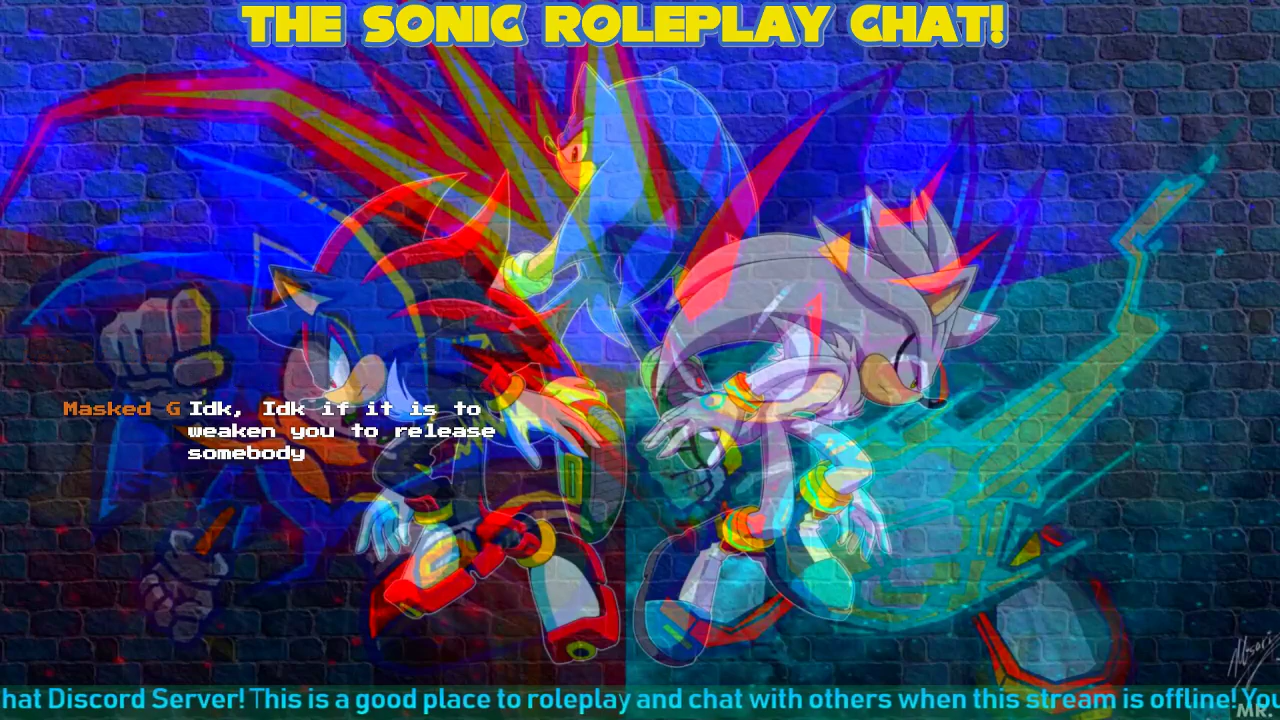 THE SONIC ROLEPLAY CHAT!
Masked G Idk, Idk if it is to
weaken you to release
somebody
hat Discord Server! This is a good place to roleplay and chat with others when this stream is offline! You
MR.